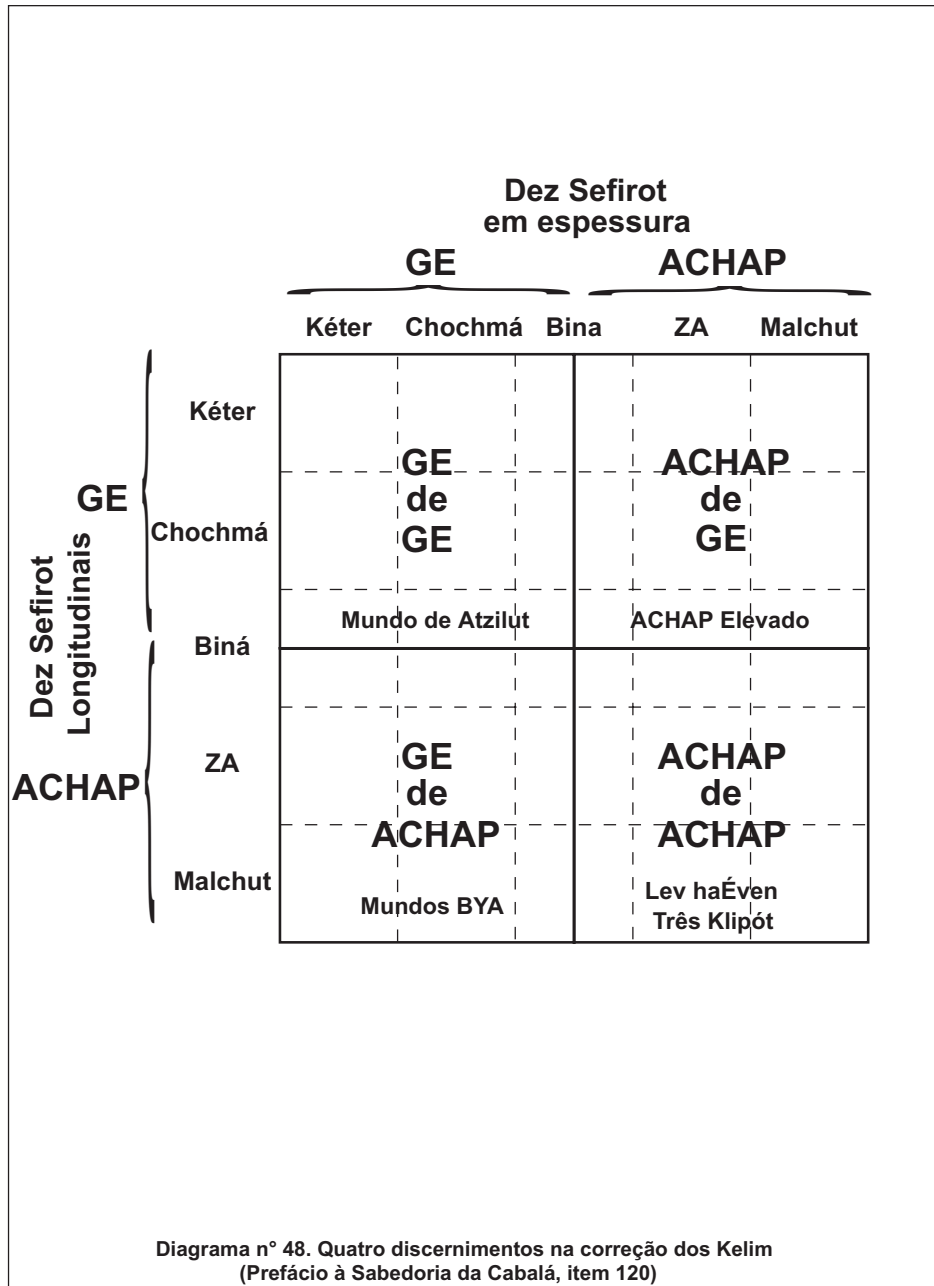 Dez Sefirot
em espessura
GE
ACHAP
Kéter
Chochmá
Bina
ZA
Malchut
Dez Sefirot
Longitudinais
GE
ACHAP
Kéter
Chochmá
Biná
ZA
Malchut
GE
de
GE
Mundo de Atzilut
ACHAP
de
GE
ACHAP Elevado
GE
de
ACHAP
Mundos BYA
ACHAP
de
ACHAP
Lev haÉven
Três Klipót
Diagrama n° 48. Quatro discernimentos na correção dos Kelim
(Prefácio à Sabedoria da Cabalá, item 120)